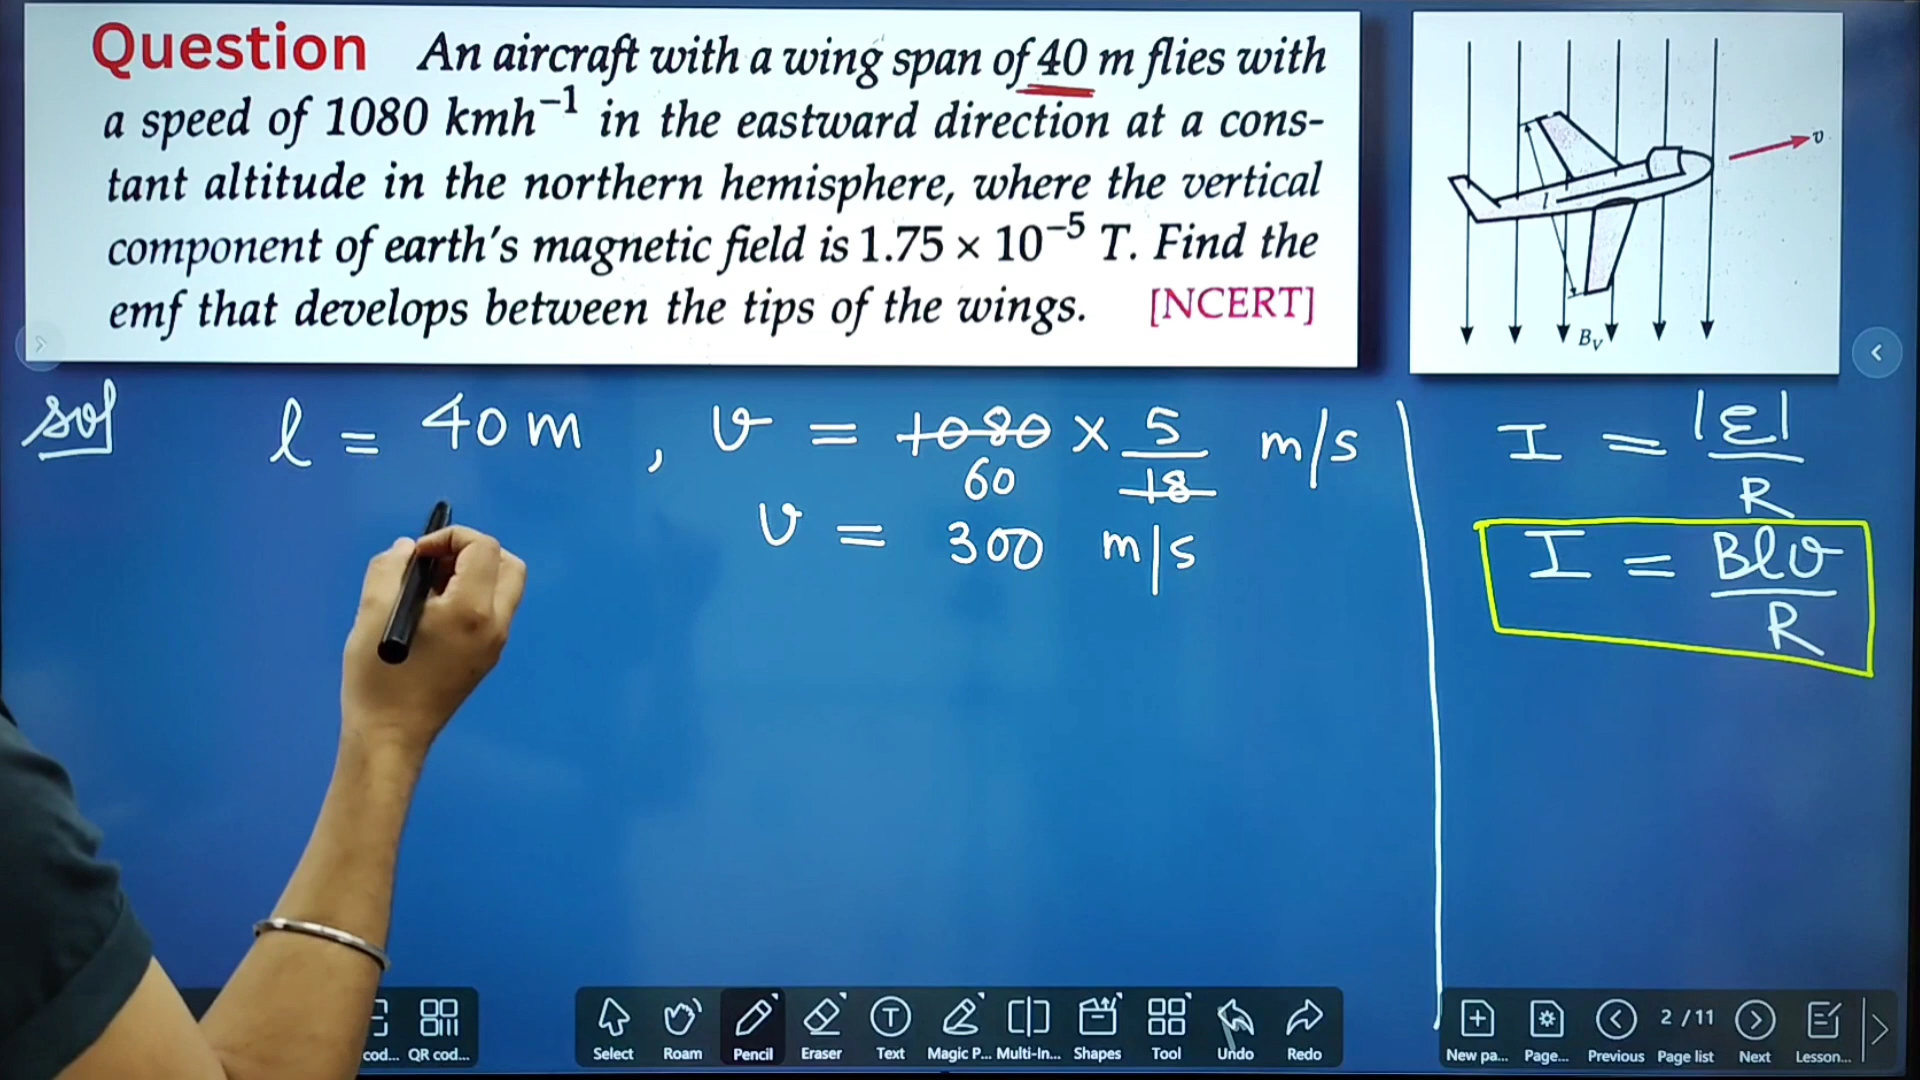 Question An aircraft with a wing span of 40 m flies with
a speed of 1080 kmh⁻¹ in the eastward direction at a cons-
tant altitude in the northern hemisphere, where the vertical
component of earth's magnetic field is 1.75 × 10⁻⁵ T. Find the
emf that develops between the tips of the wings. [NCERT]
v
l
Bv
sol l = 40 m , v = 1080 × 5/18 m/s
60
v = 300 m/s
I = |ε|/R
I = Blv/R
cod... QR cod...
Select Roam Pencil Eraser Text Magic P... Multi-In... Shapes Tool Undo Redo
2 / 11
New pa... Page... Previous Page list Next Lesson...